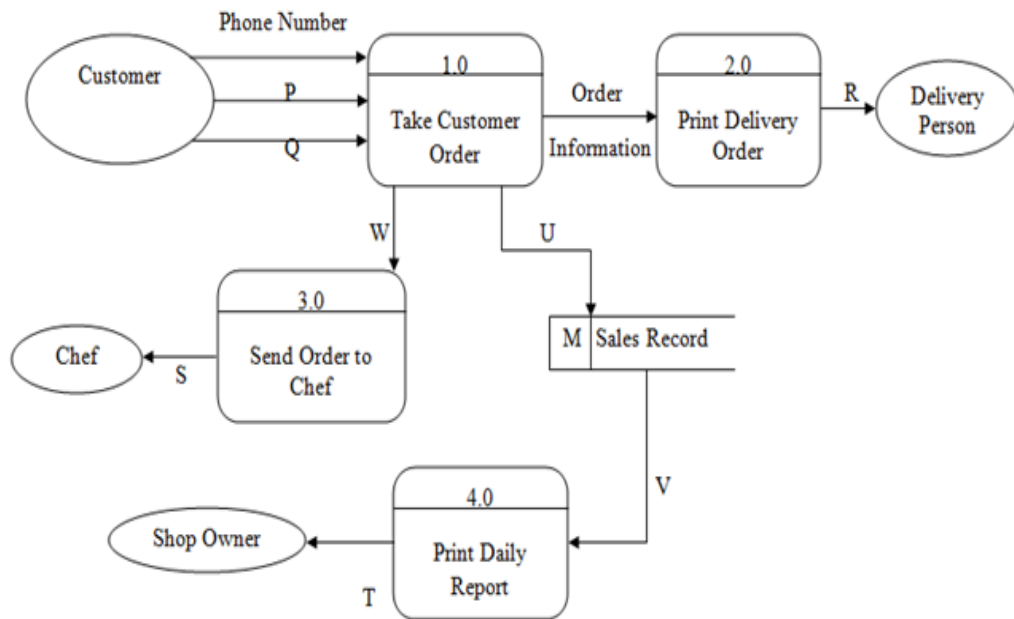 Phone Number
Customer
P
Q
1.0
Take Customer
Order
Order
Information
2.0
Print Delivery
Order
R
Delivery
Person
W
U
3.0
Send Order to
Chef
Chef
S
M
Sales Record
V
4.0
Print Daily
Report
Shop Owner
T